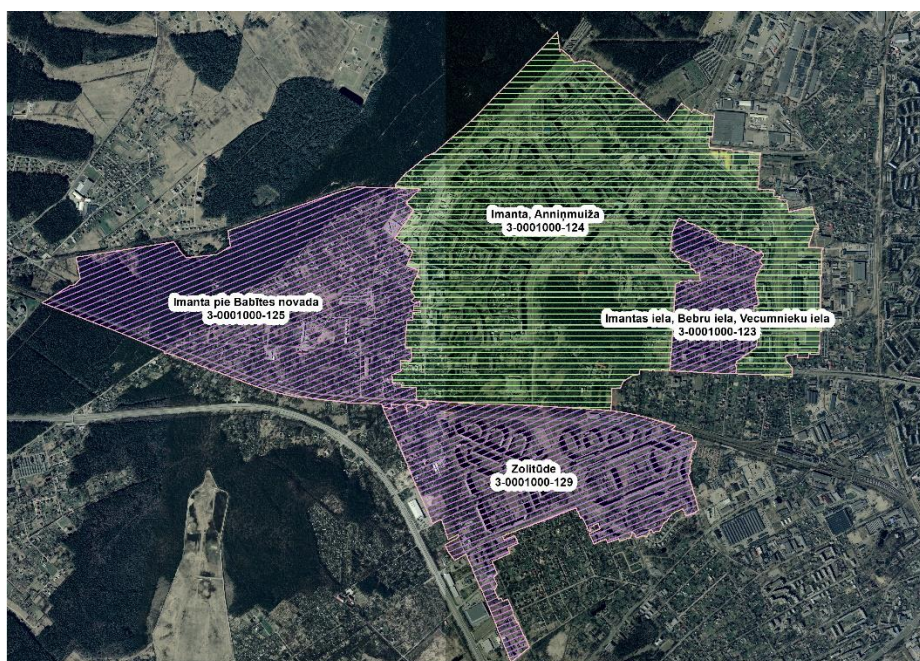 Imanta, Anniņmuiža
3-0001000-124
Imanta pie Babītes novada
3-0001000-125
Imantas iela, Bebru iela, Vecumnieku iela
3-0001000-123
Zolitūde
3-0001000-129